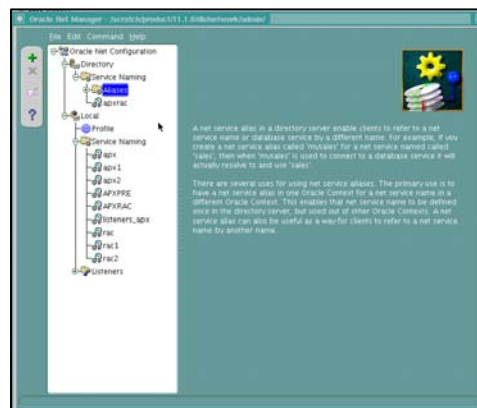 Oracle Net Manager - /scratch/product/11.1.0/db/network/admin/
File Edit Command Help
Oracle Net Configuration
Directory
Service Naming
Aliases
apxrac
Local
Profile
Service Naming
apx
apx1
apx2
APXPRE
APXRAC
listeners_apx
rac
rac1
rac2
Listeners
A net service alias in a directory server enable clients to refer to a net
service name or database service by a different name. For example, if you
create a net service alias called 'mysales' for a net service named called
'sales', then when 'mysales' is used to connect to a database service it will
actually resolve to and use 'sales'.
There are several uses for using net service aliases. The primary use is to
have a net service alias in one Oracle Context for a net service name in a
different Oracle Context. This enables that net service name to be defined
once in the directory server, but used out of other Oracle Contexts. A net
service alias can also be useful as a way for clients to refer to a net service
name by another name.